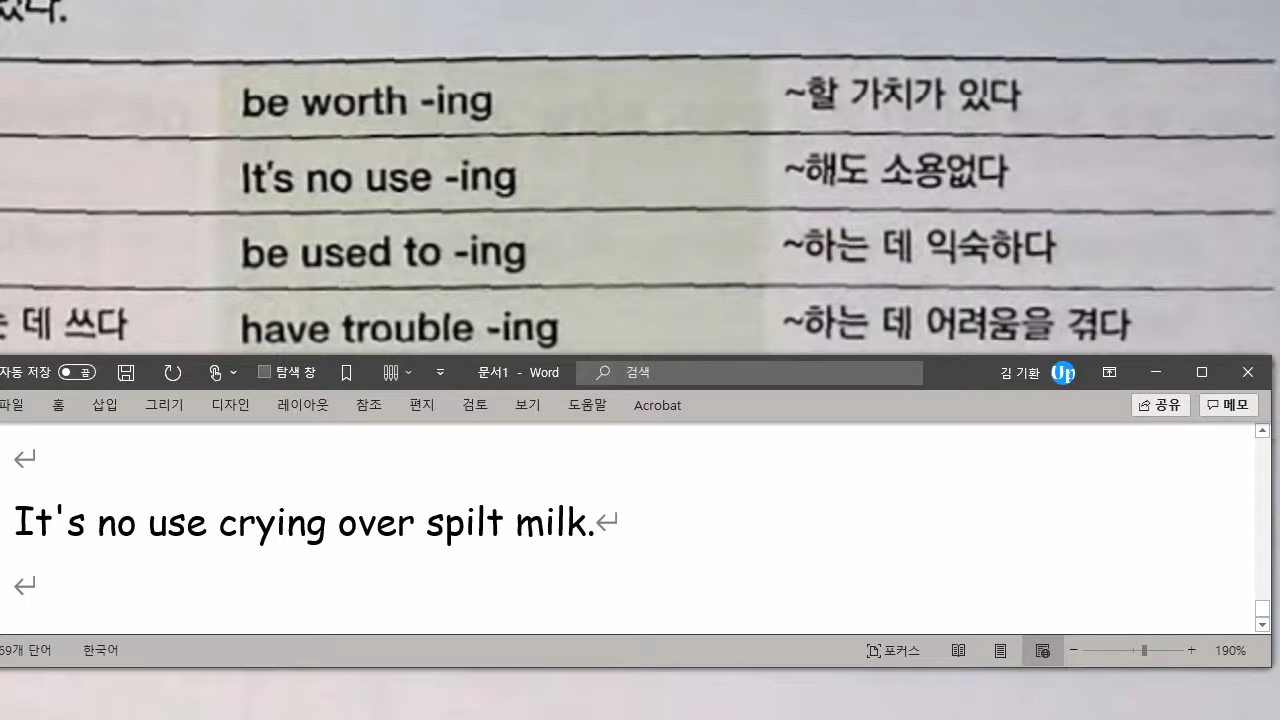 있다.
be worth -ing ~할 가치가 있다
It's no use -ing ~해도 소용없다
be used to -ing ~하는 데 익숙하다
는 데 쓰다 have trouble -ing ~하는 데 어려움을 겪다
자동 저장 끔 탐색 창 문서1 - Word 검색 김 기환 Up
파일 홈 삽입 그리기 디자인 레이아웃 참조 편지 검토 보기 도움말 Acrobat 공유 메모
It's no use crying over spilt milk.
69개 단어 한국어 포커스 190%